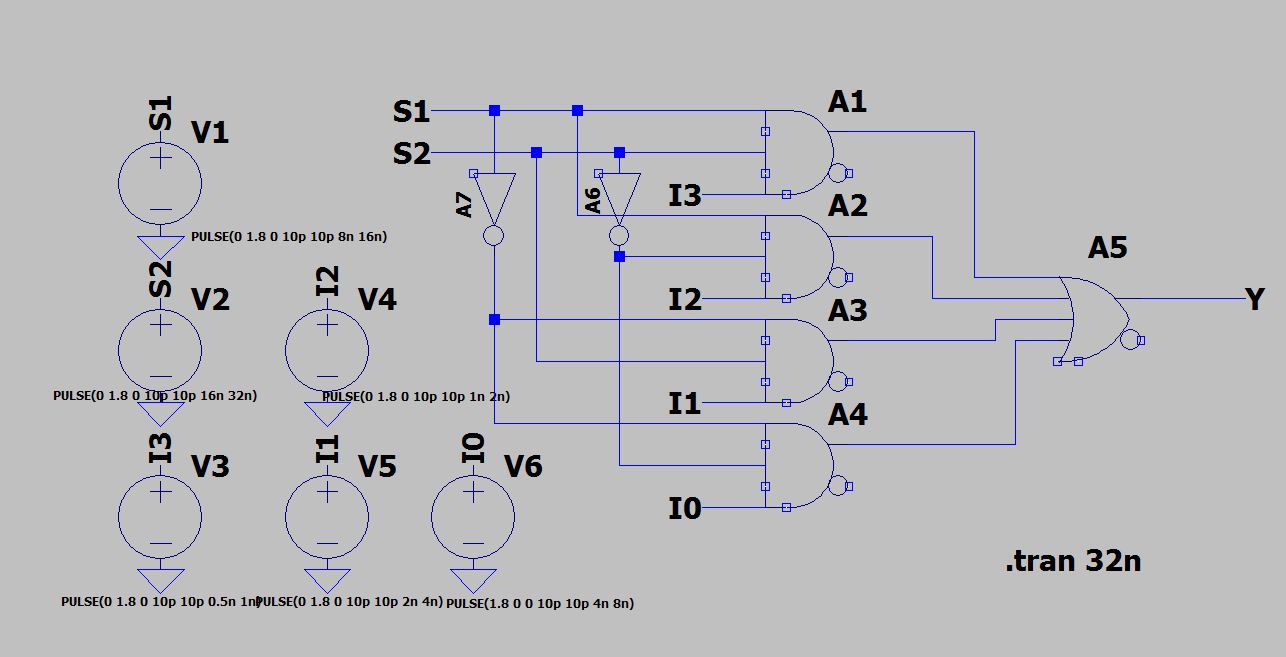 S1
V1
PULSE(0 1.8 0 10p 10p 8n 16n)
S2
V2
PULSE(0 1.8 0 10p 10p 16n 32n)
I2
V4
PULSE(0 1.8 0 10p 10p 1n 2n)
I3
V3
PULSE(0 1.8 0 10p 10p 0.5n 1n)
I1
V5
PULSE(0 1.8 0 10p 10p 2n 4n)
I0
V6
PULSE(1.8 0 0 10p 10p 4n 8n)
S1
S2
A7
A6
I3
A1
I2
A2
I1
A3
I0
A4
A5
Y
.tran 32n